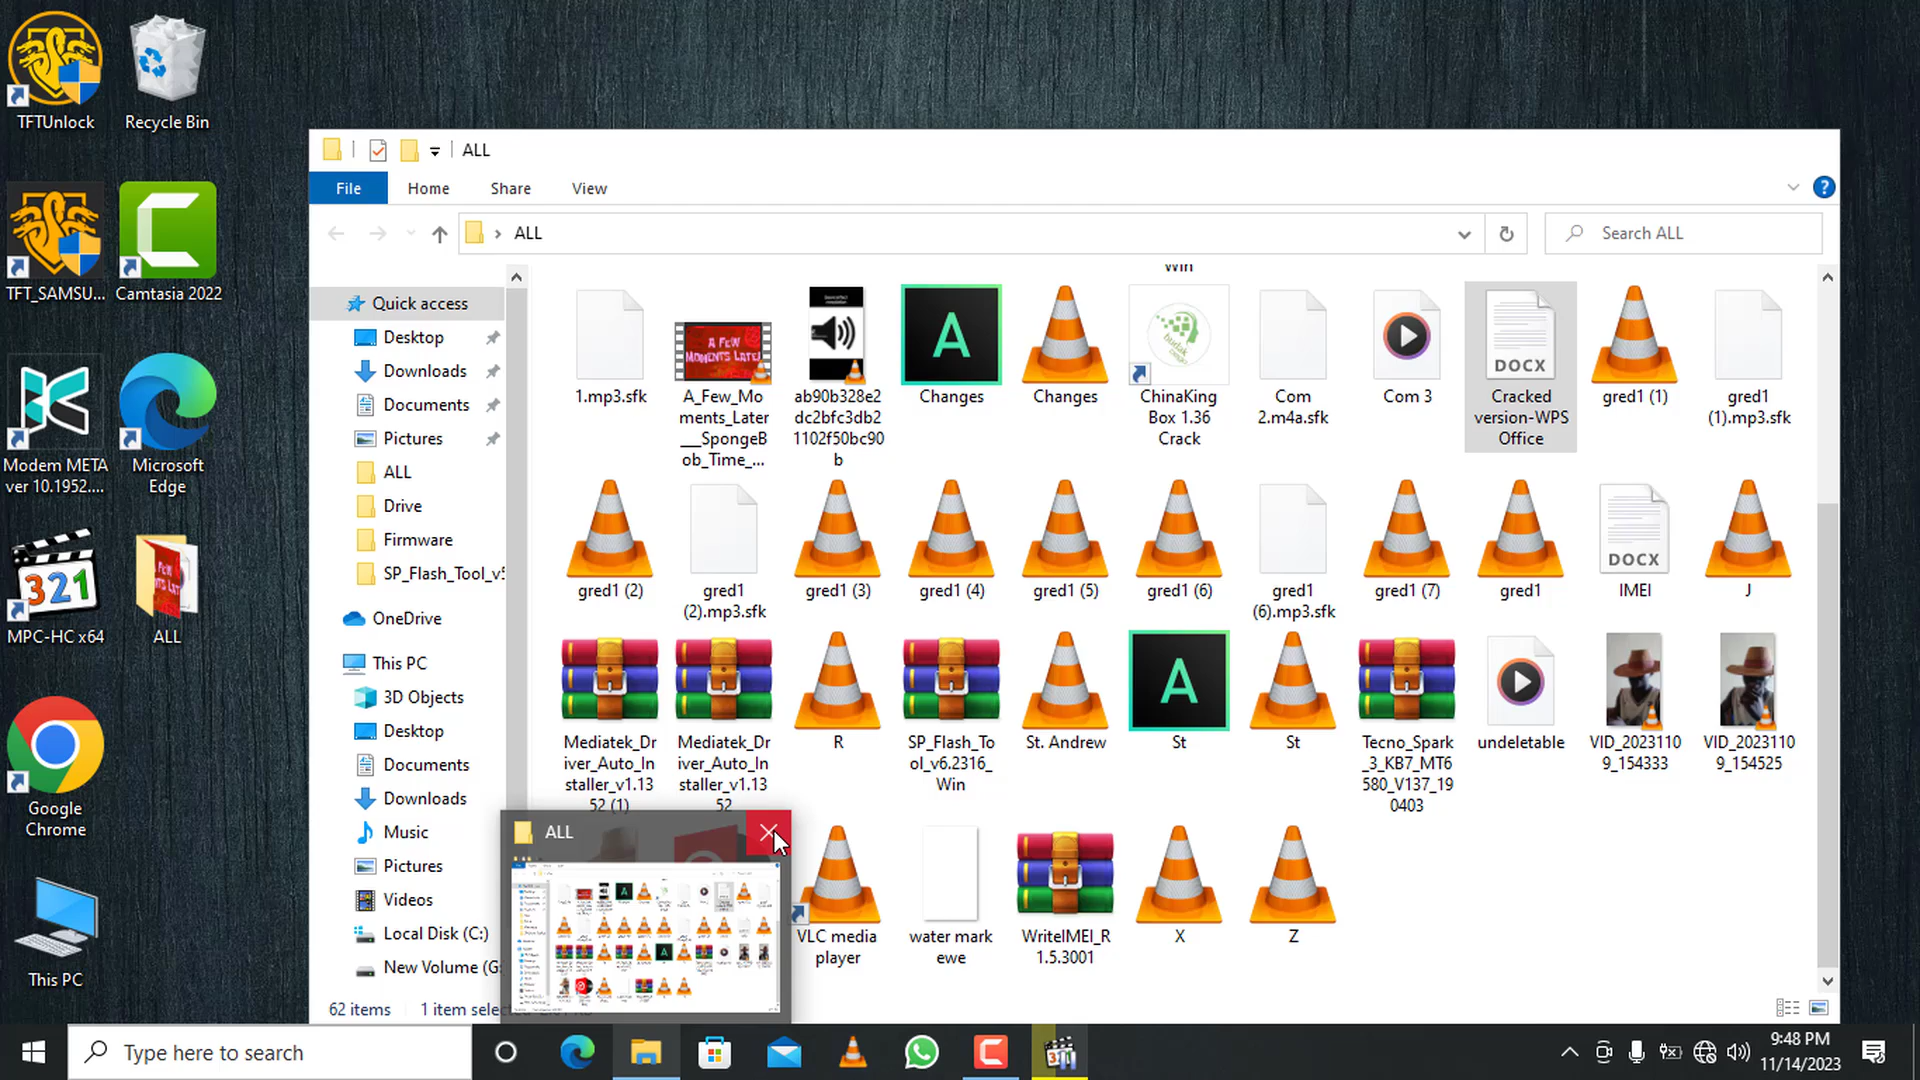 TFTUnlock
Recycle Bin
TFT_SAMSU...
Camtasia 2022
Modem META
ver 10.1952....
Microsoft
Edge
321
MPC-HC x64
ALL
Google
Chrome
This PC
ALL
File
Home
Share
View
?
ALL
Search ALL
Quick access
Desktop
Downloads
Documents
Pictures
ALL
Drive
Firmware
SP_Flash_Tool_v5
OneDrive
This PC
3D Objects
Desktop
Documents
Downloads
Music
Pictures
Videos
Local Disk (C:)
New Volume (G:
Win
1.mp3.sfk
A FEW
MOMENTS LATER
A_Few_Mo
ments_Later
___SpongeB
ob_Time_...
ab90b328e2
dc2bfc3db2
1102f50bc90
b
A
Changes
Changes
ChinaKing
Box 1.36
Crack
Com
2.m4a.sfk
Com 3
DOCX
Cracked
version-WPS
Office
gred1 (1)
gred1
(1).mp3.sfk
gred1 (2)
gred1
(2).mp3.sfk
gred1 (3)
gred1 (4)
gred1 (5)
gred1 (6)
gred1
(6).mp3.sfk
gred1 (7)
gred1
DOCX
IMEI
J
Mediatek_Dr
iver_Auto_In
staller_v1.13
52 (1)
Mediatek_Dr
iver_Auto_In
staller_v1.13
52
R
SP_Flash_To
ol_v6.2316_
Win
St. Andrew
A
St
St
Tecno_Spark
_3_KB7_MT6
580_V137_19
0403
undeletable
VID_2023110
9_154333
VID_2023110
9_154525
VLC media
player
water mark
ewe
WriteIMEI_R
1.5.3001
X
Z
ALL
62 items
1 item selec
Type here to search
9:48 PM
11/14/2023